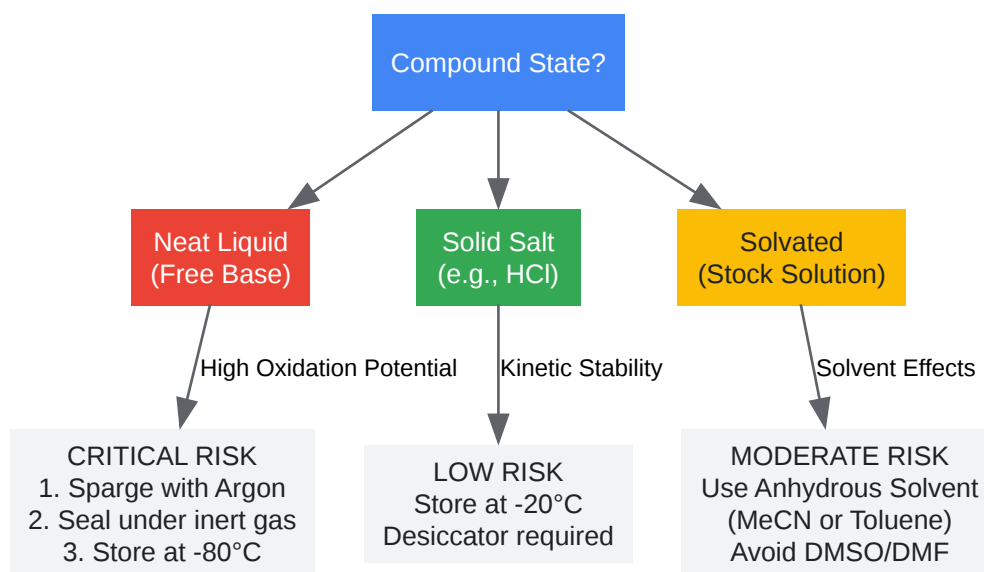 Compound State?
Neat Liquid
(Free Base)
Solid Salt
(e.g., HCl)
Solvated
(Stock Solution)
High Oxidation Potential
Kinetic Stability
Solvent Effects
CRITICAL RISK
1. Sparge with Argon
2. Seal under inert gas
3. Store at -80°C
LOW RISK
Store at -20°C
Desiccator required
MODERATE RISK
Use Anhydrous Solvent
(MeCN or Toluene)
Avoid DMSO/DMF